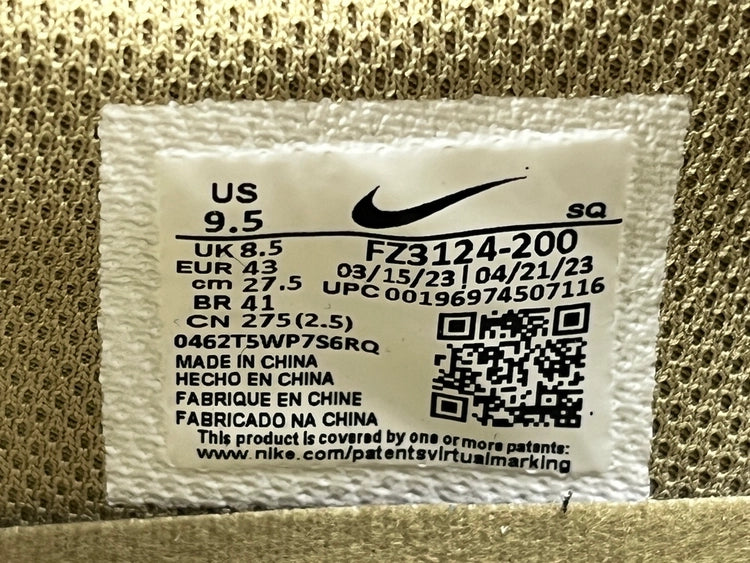 US
9.5
SQ
UK 8.5
EUR 43
cm 27.5
BR 41
CN 275(2.5)
FZ3124-200
03/15/23 | 04/21/23
UPC 00196974507116
0462T5WP7S6RQ
MADE IN CHINA
HECHO EN CHINA
FABRIQUE EN CHINE
FABRICADO NA CHINA
This product is covered by one or more patents:
www.nike.com/patentsvirtualmarking